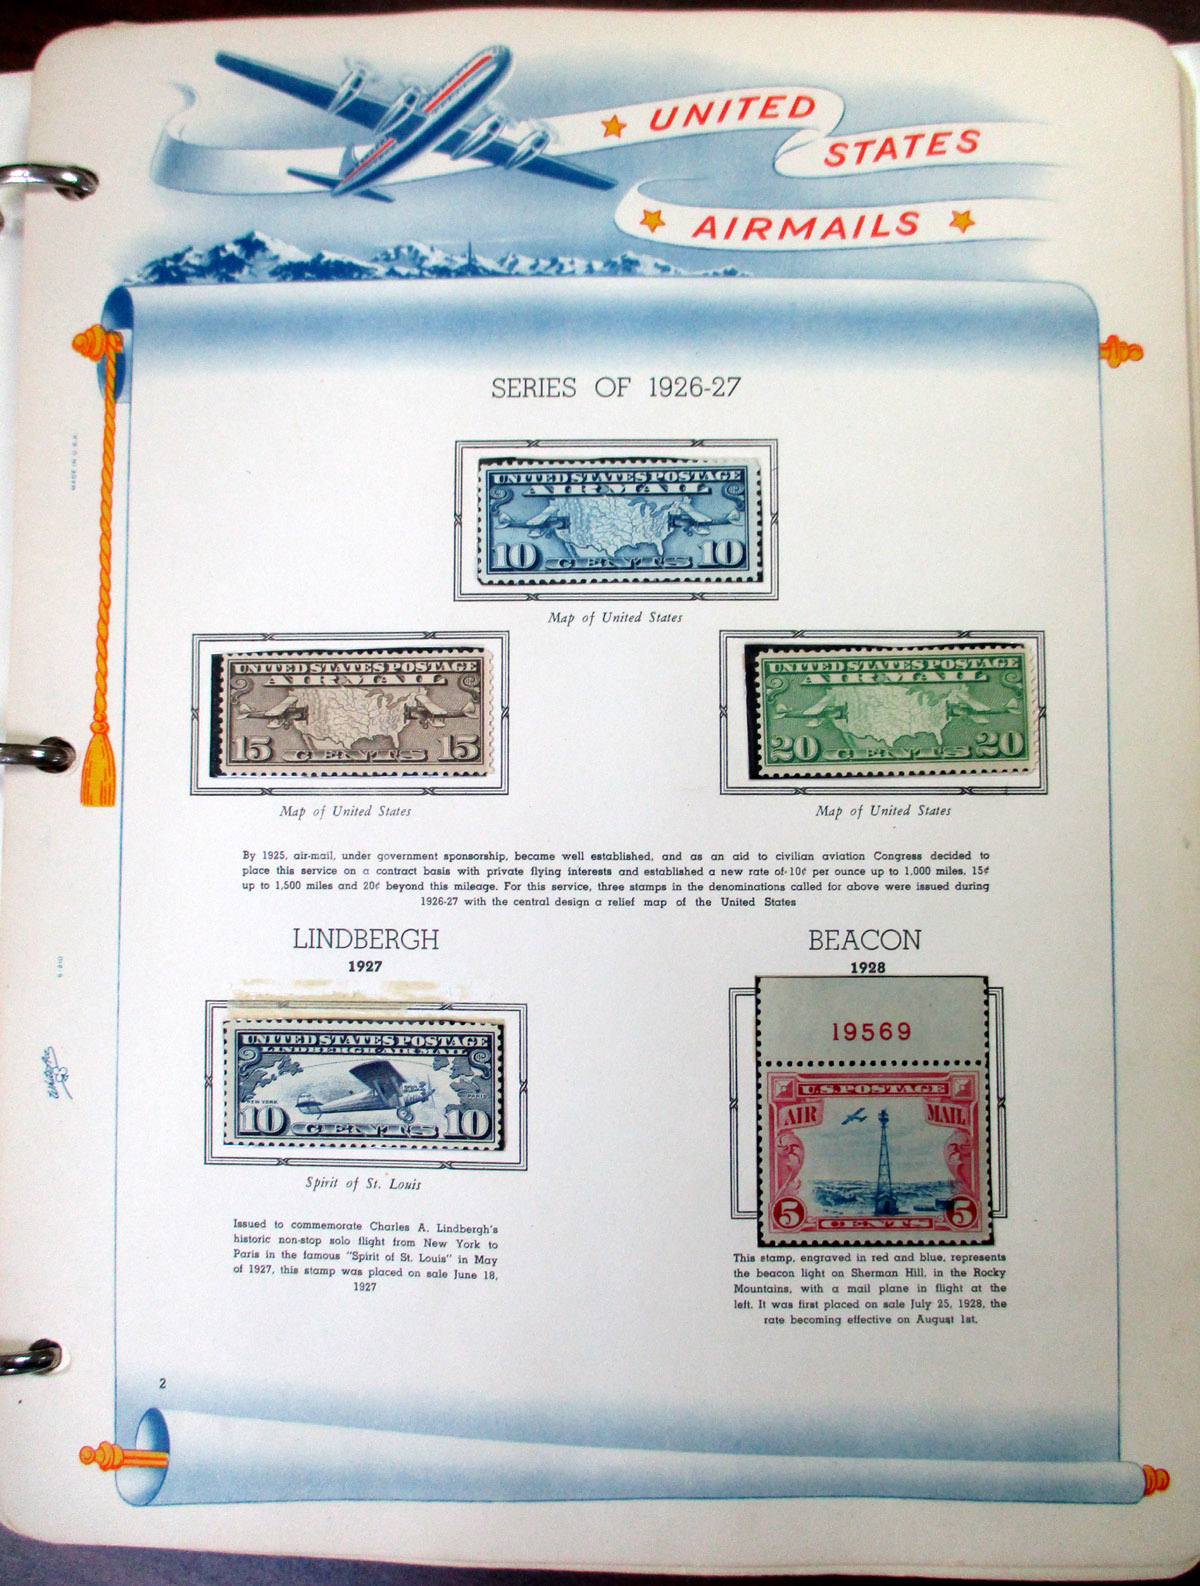 UNITED
STATES
AIRMAILS
SERIES OF 1926-27
UNITED STATES POSTAGE
AIR MAIL
10 10
CENTS
Map of United States
UNITED STATES POSTAGE
AIR MAIL
15 15
CENTS
Map of United States
UNITED STATES POSTAGE
AIR MAIL
20 20
CENTS
Map of United States
MADE IN U.S.A.
By 1925, air-mail, under government sponsorship, became well established, and as an aid to civilian aviation Congress decided to
place this service on a contract basis with private flying interests and established a new rate of 10¢ per ounce up to 1,000 miles, 15¢
up to 1,500 miles and 20¢ beyond this mileage. For this service, three stamps in the denominations called for above were issued during
1926-27 with the central design a relief map of the United States
LINDBERGH
1927
UNITED STATES POSTAGE
LINDBERGH AIR MAIL
NEW YORK PARIS
10 10
CENTS
Spirit of St. Louis
Issued to commemorate Charles A. Lindbergh's
historic non-stop solo flight from New York to
Paris in the famous "Spirit of St. Louis" in May
of 1927, this stamp was placed on sale June 18,
1927
BEACON
1928
19569
U.S. POSTAGE
AIR MAIL
5 5
CENTS
This stamp, engraved in red and blue, represents
the beacon light on Sherman Hill, in the Rocky
Mountains, with a mail plane in flight at the
left. It was first placed on sale July 25, 1928, the
rate becoming effective on August 1st.
2